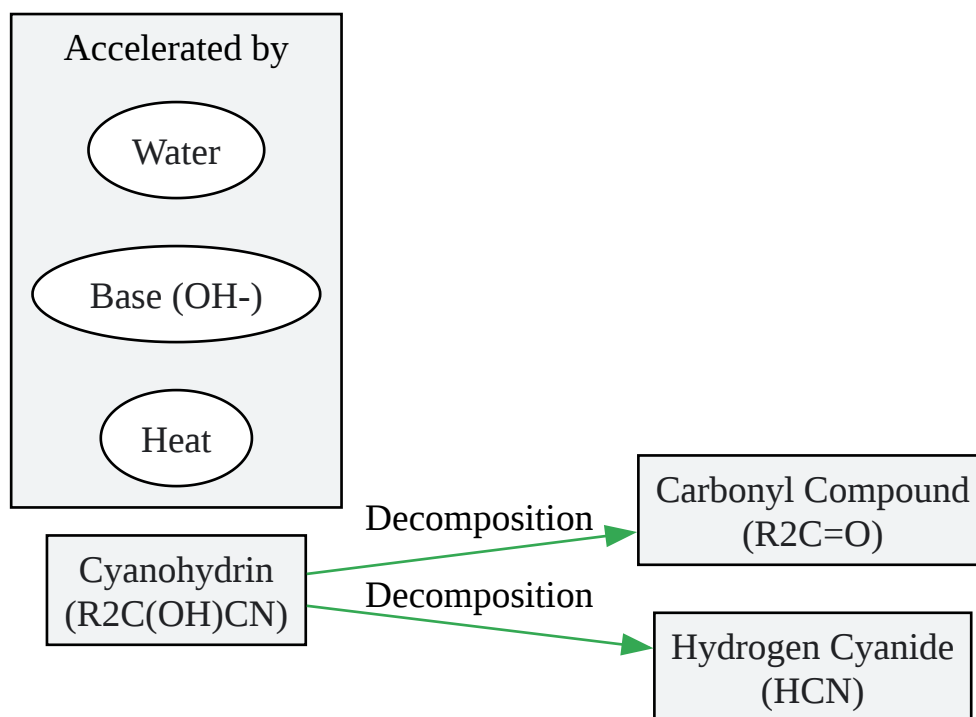 Accelerated by
Water
Base (OH-)
Heat
Cyanohydrin
(R2C(OH)CN)
Decomposition
Decomposition
Carbonyl Compound
(R2C=O)
Hydrogen Cyanide
(HCN)